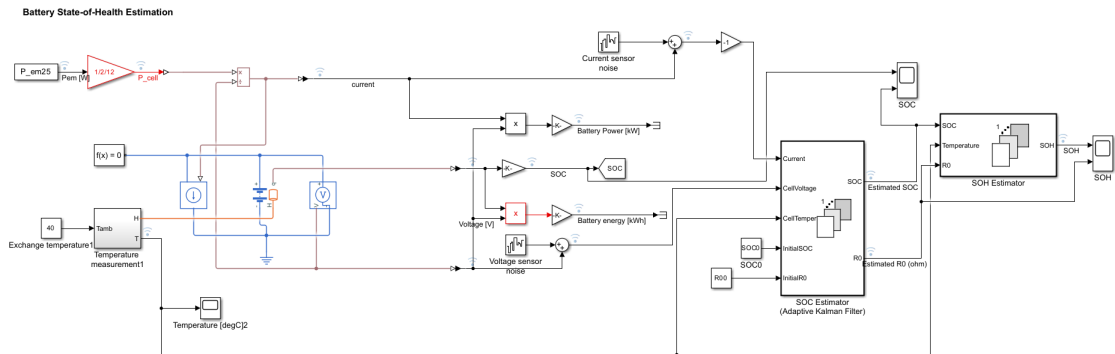 Battery State-of-Health Estimation
P_em25
Pem [W]
1/2/12
P_cell
x
÷
current
Current sensor
noise
-1
x
-K-
Battery Power [kW]
f(x) = 0
-K-
SOC
SOC
Voltage [V]
x
-K-
Battery energy [kWh]
Voltage sensor
noise
V
H
40
Exchange temperature1
Tamb
H
T
Temperature
measurement1
Temperature [degC]2
SOC0
SOC0
R00
Current
CellVoltage
CellTemper
InitialSOC
InitialR0
1
SOC
R0
Estimated SOC
Estimated R0 (ohm)
SOC Estimator
(Adaptive Kalman Filter)
SOC
SOC
Temperature
R0
1
SOH
SOH Estimator
SOH
SOH